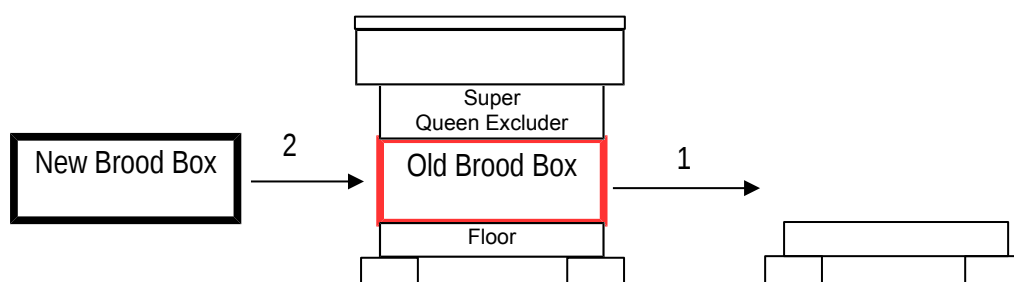 Super
Queen Excluder
New Brood Box
2
Old Brood Box
1
Floor